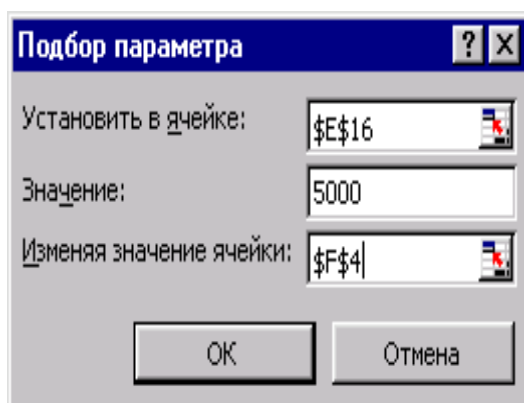 Подбор параметра ?
Установить в ячейке: $E$16
Значение: 5000
Изменяя значение ячейки: $F$4
ОК Отмена